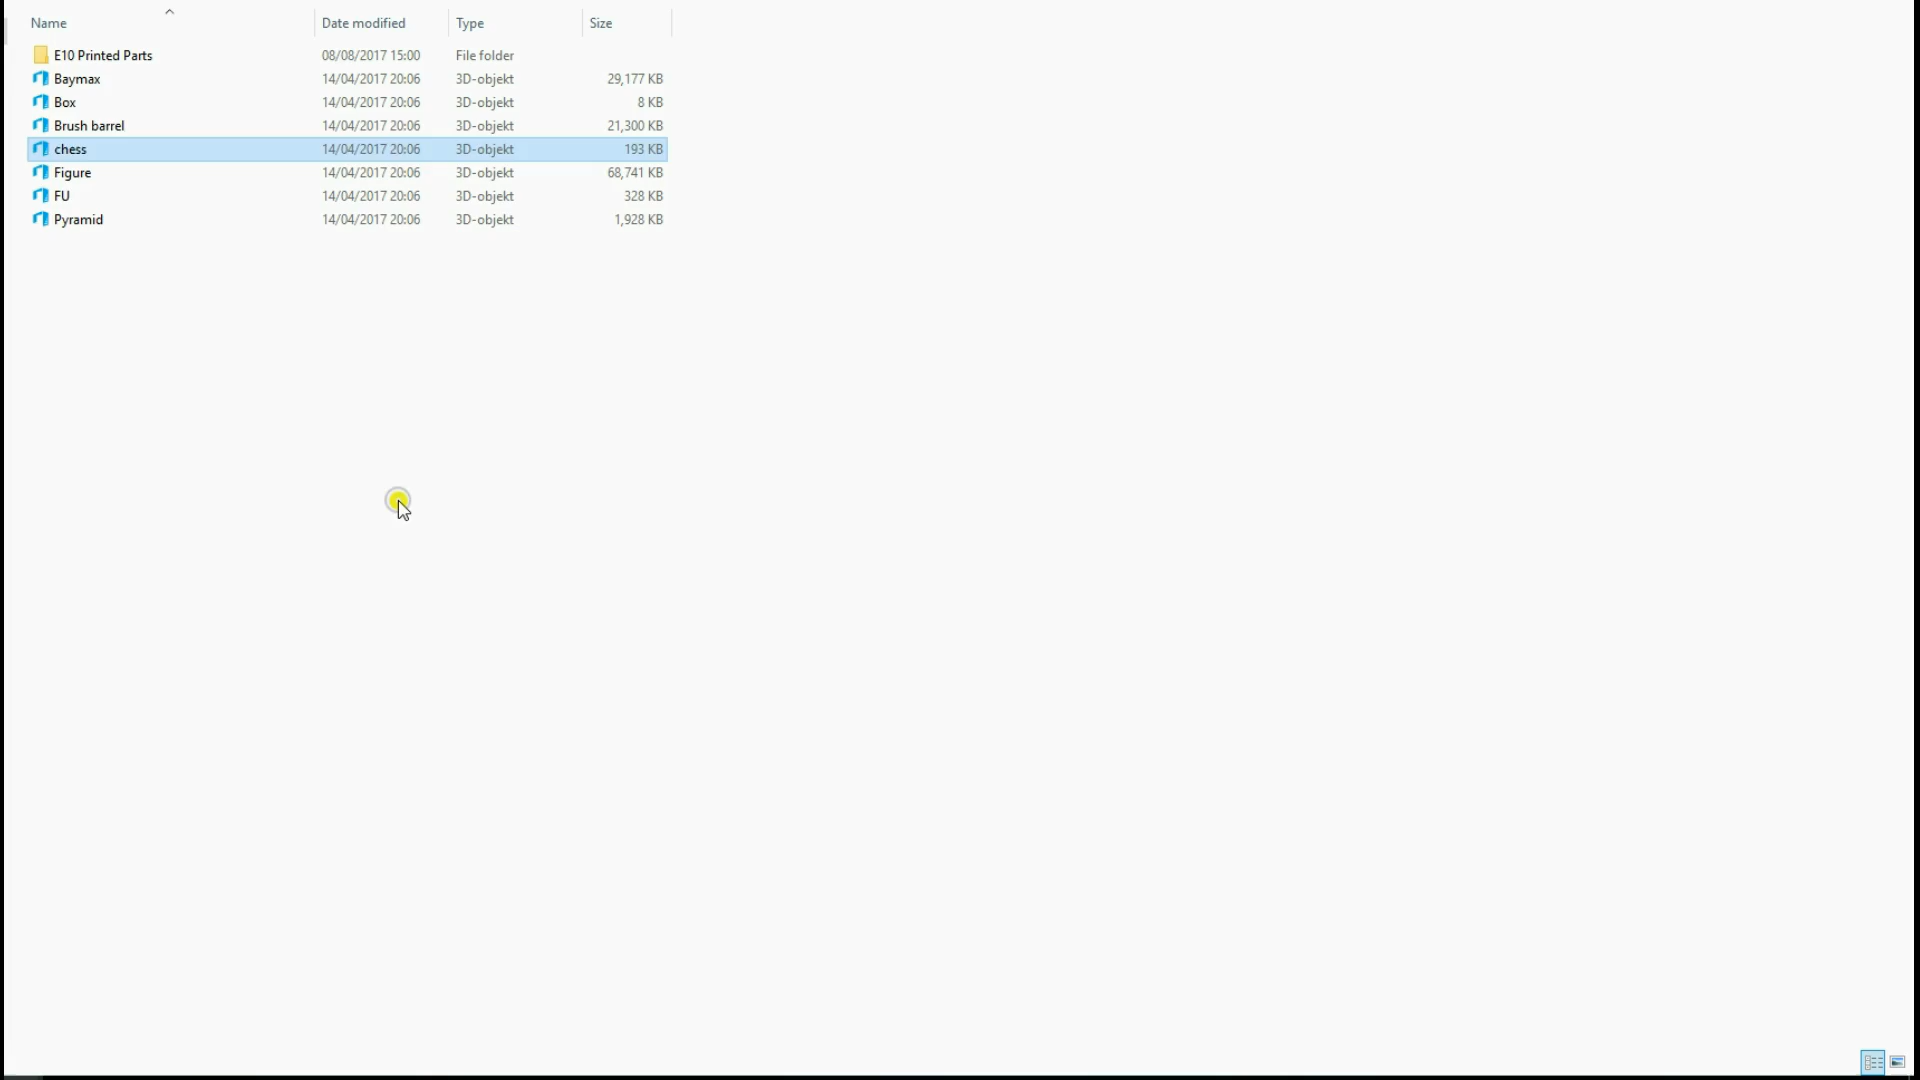 Name Date modified Type Size
E10 Printed Parts 08/08/2017 15:00 File folder
Baymax 14/04/2017 20:06 3D-objekt 29,177 KB
Box 14/04/2017 20:06 3D-objekt 8 KB
Brush barrel 14/04/2017 20:06 3D-objekt 21,300 KB
chess 14/04/2017 20:06 3D-objekt 193 KB
Figure 14/04/2017 20:06 3D-objekt 68,741 KB
FU 14/04/2017 20:06 3D-objekt 328 KB
Pyramid 14/04/2017 20:06 3D-objekt 1,928 KB